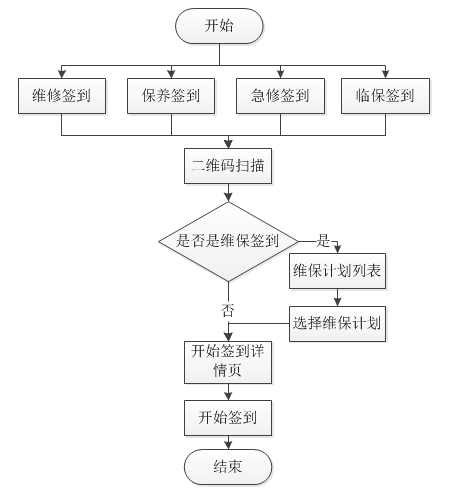 开始
维修签到
保养签到
急修签到
临保签到
二维码扫描
是否是维保签到
是
维保计划列表
否
选择维保计划
开始签到详
情页
开始签到
结束